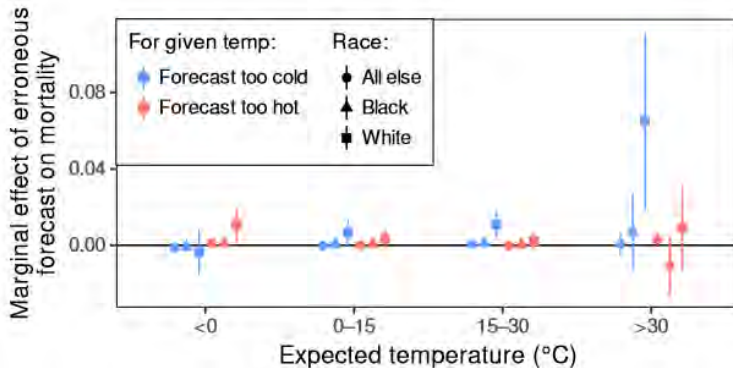 Marginal effect of erroneous
forecast on mortality
For given temp:
Forecast too cold
Forecast too hot
Race:
All else
Black
White
0.08
0.04
0.00
<0
0–15
15–30
>30
Expected temperature (°C)